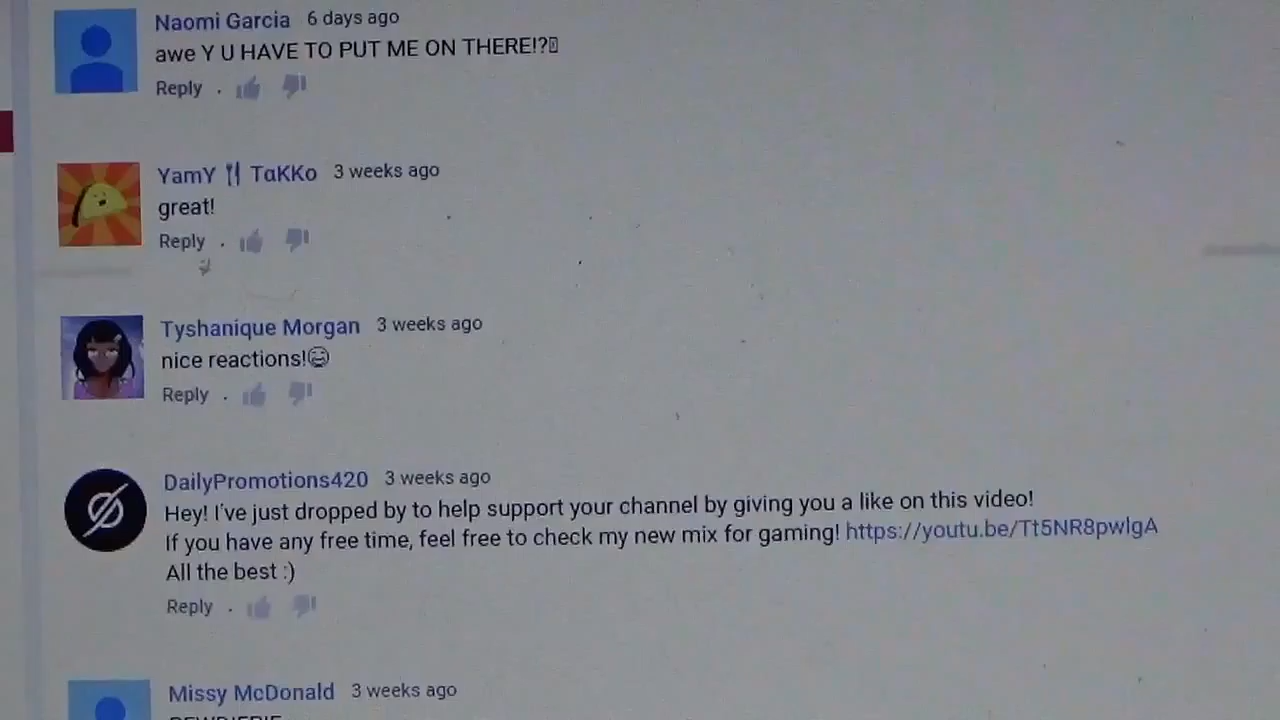 Naomi Garcia 6 days ago
awe Y U HAVE TO PUT ME ON THERE!?
Reply .
YamY 🍴 TαKKo 3 weeks ago
great!
Reply .
Tyshanique Morgan 3 weeks ago
nice reactions!😄
Reply .
DailyPromotions420 3 weeks ago
Hey! I've just dropped by to help support your channel by giving you a like on this video!
If you have any free time, feel free to check my new mix for gaming! https://youtu.be/Tt5NR8pwlgA
All the best :)
Reply .
Missy McDonald 3 weeks ago